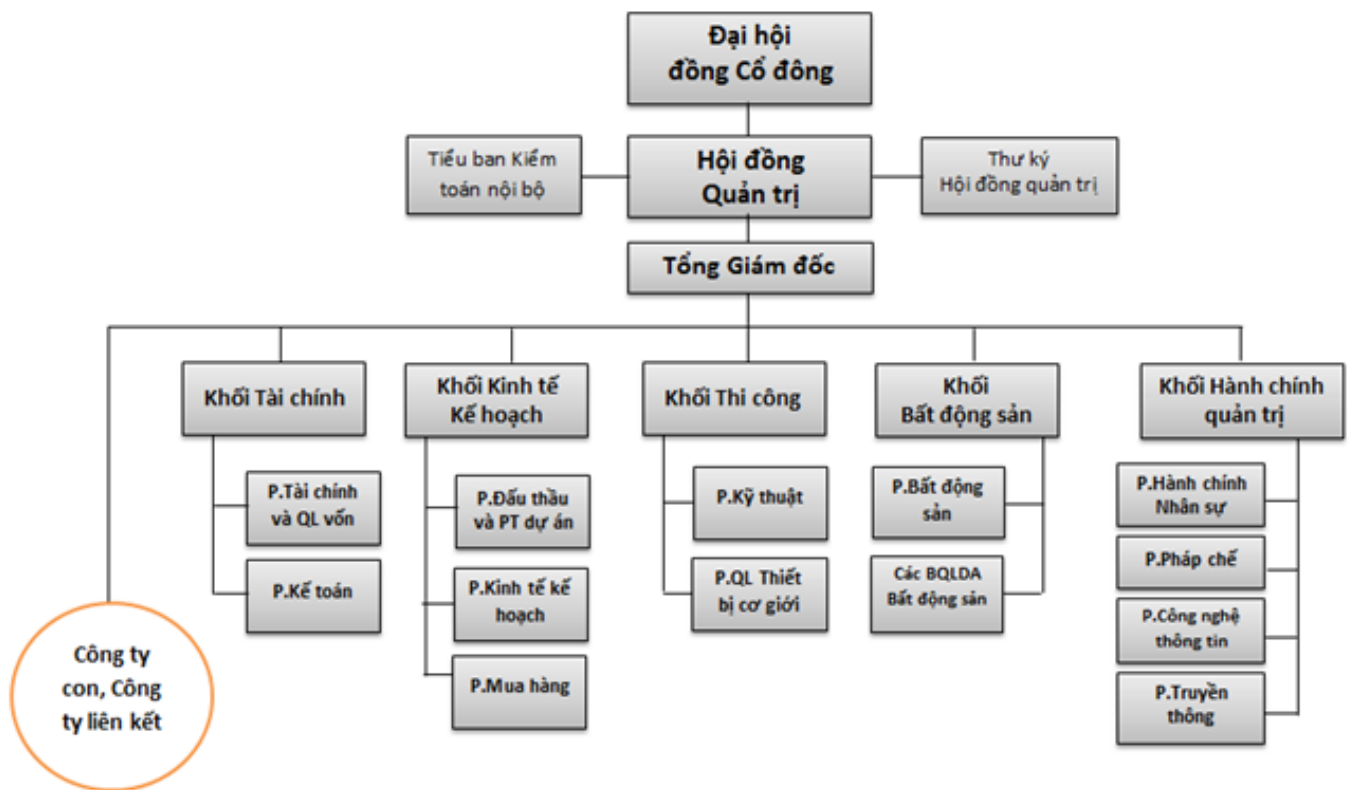 Đại hội
đồng Cổ đông
Tiểu ban Kiểm
toán nội bộ
Hội đồng
Quản trị
Thư ký
Hội đồng quản trị
Tổng Giám đốc
Khối Tài chính
Khối Kinh tế
Kế hoạch
Khối Thi công
Khối
Bất động sản
Khối Hành chính
quản trị
P.Tài chính
và QL vốn
P.Kế toán
P.Đấu thầu
và PT dự án
P.Kinh tế kế
hoạch
P.Mua hàng
P.Kỹ thuật
P.QL Thiết
bị cơ giới
P.Bất động
sản
Các BQLDA
Bất động sản
P.Hành chính
Nhân sự
P.Pháp chế
P.Công nghệ
thông tin
P.Truyền
thông
Công ty
con, Công
ty liên kết